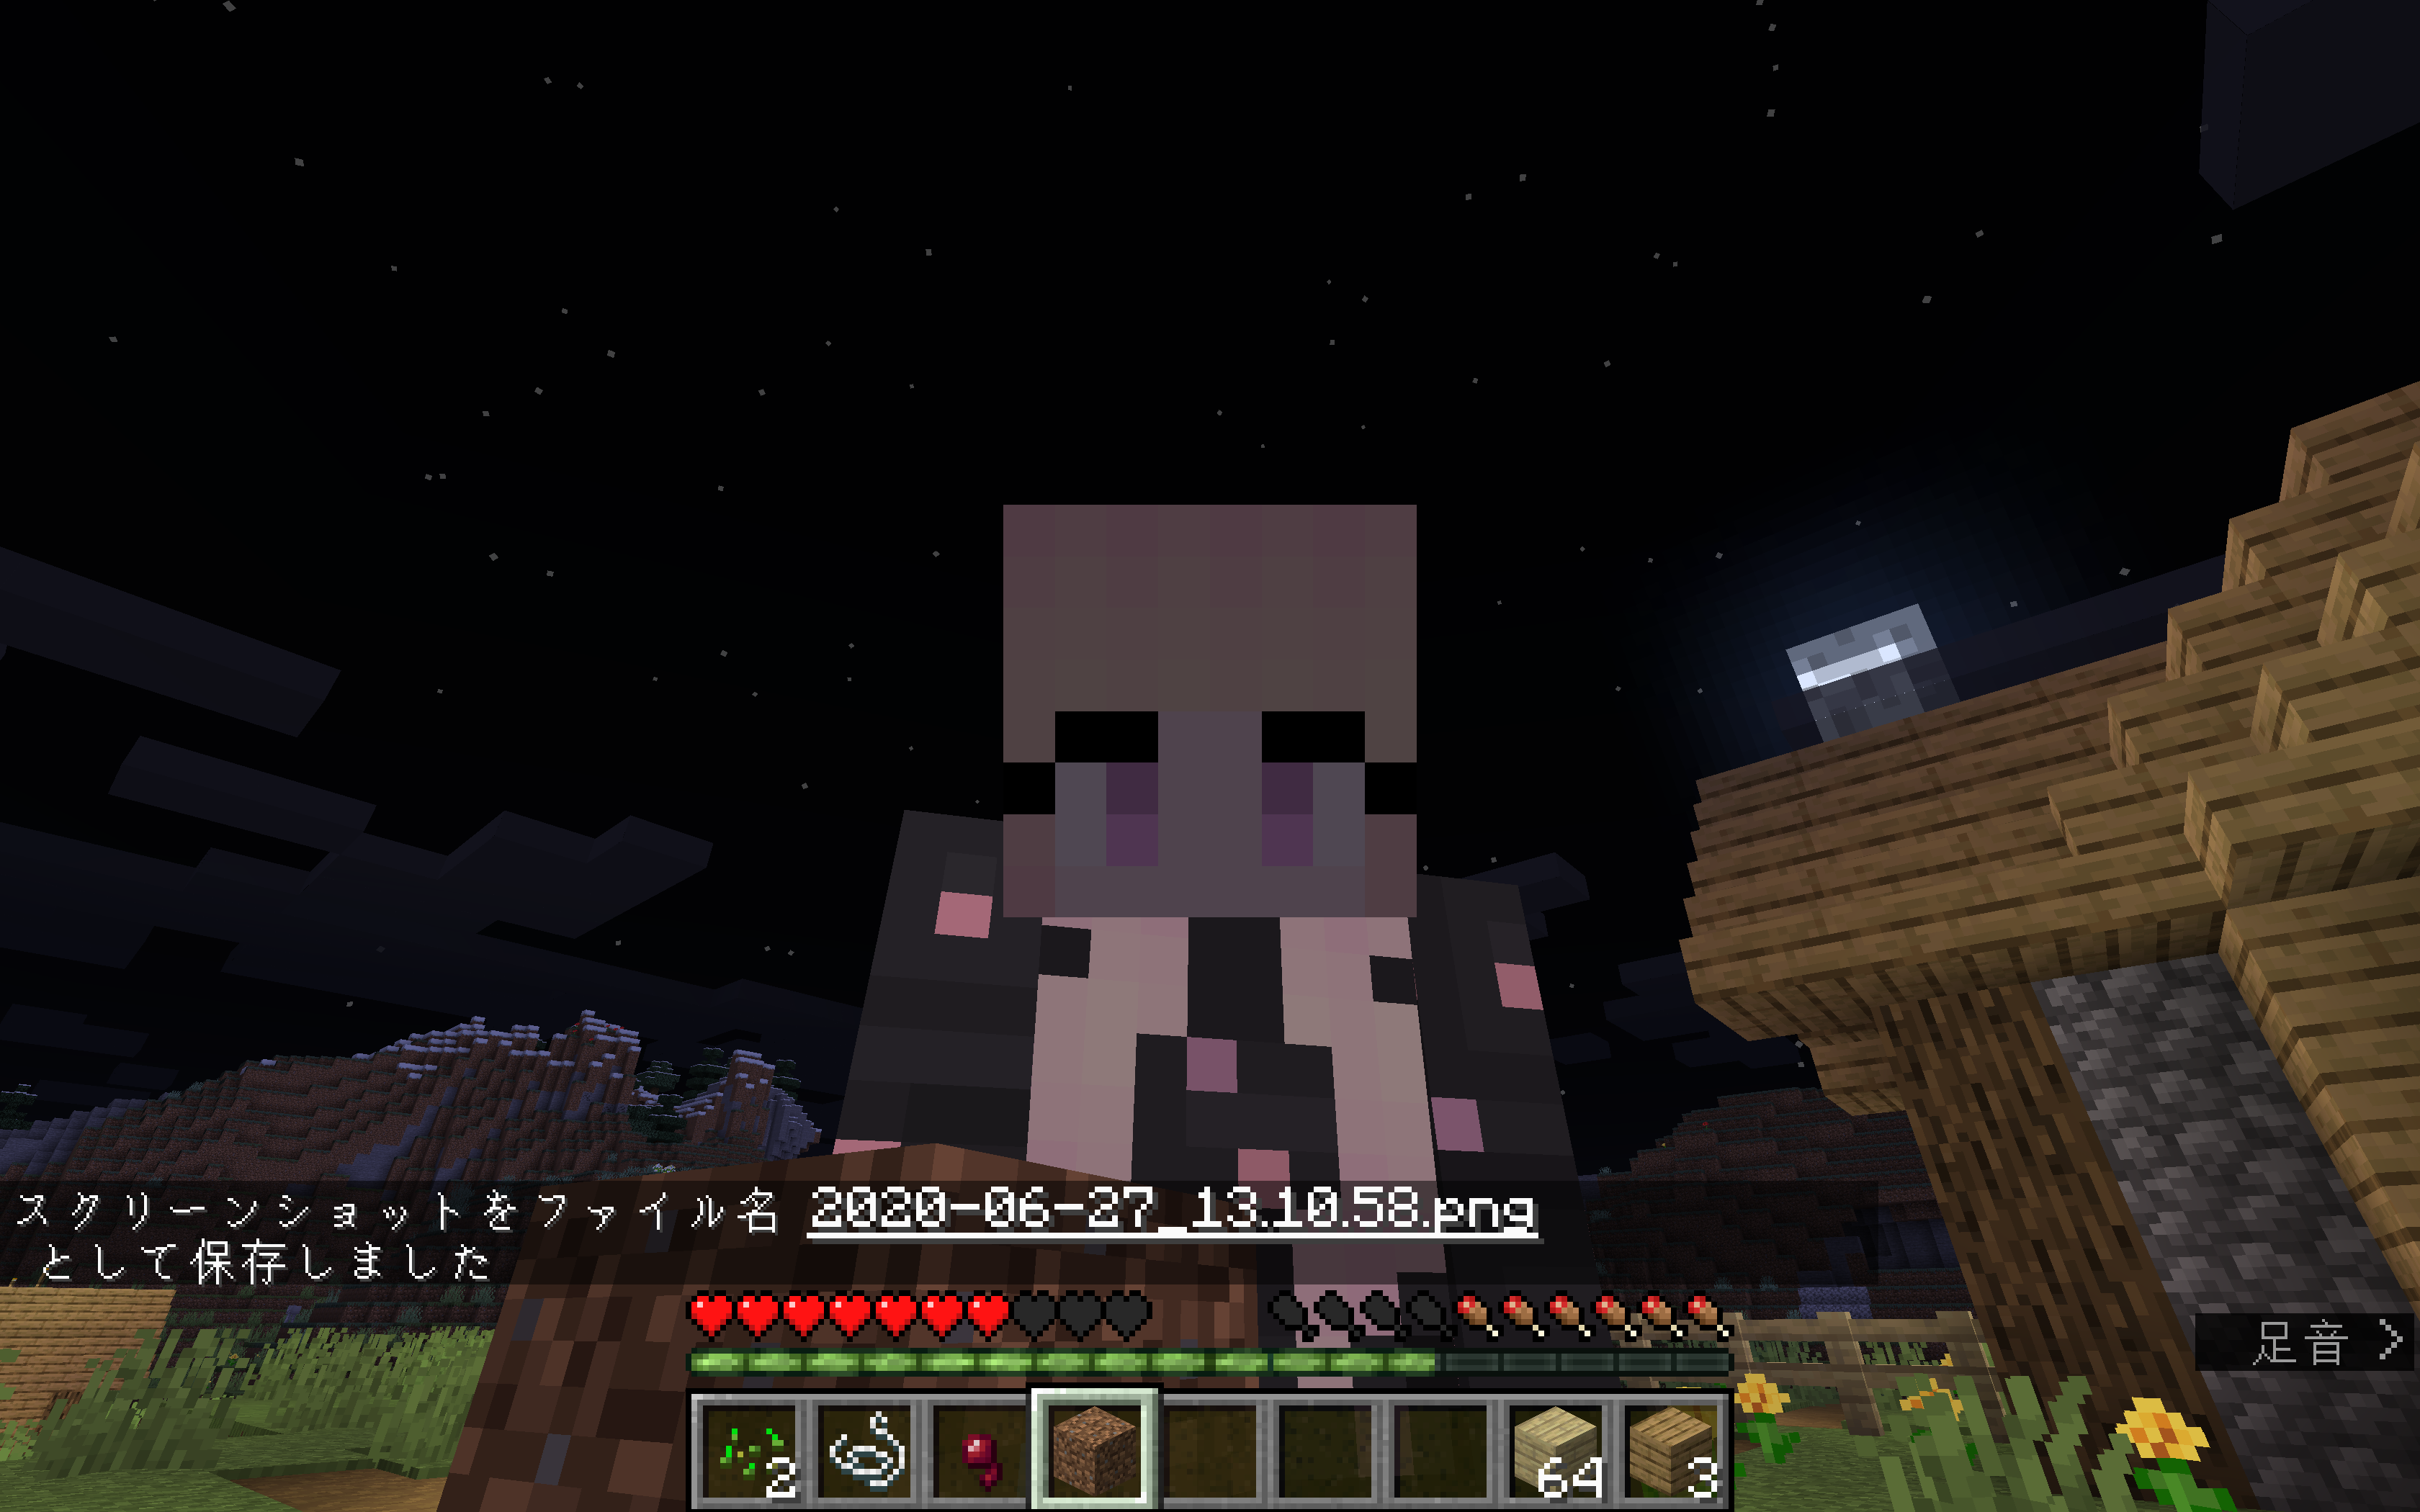 スクリーンショットをファイル名 2020-06-27_13.10.58.png
として保存しました
足音 >
2
64
3